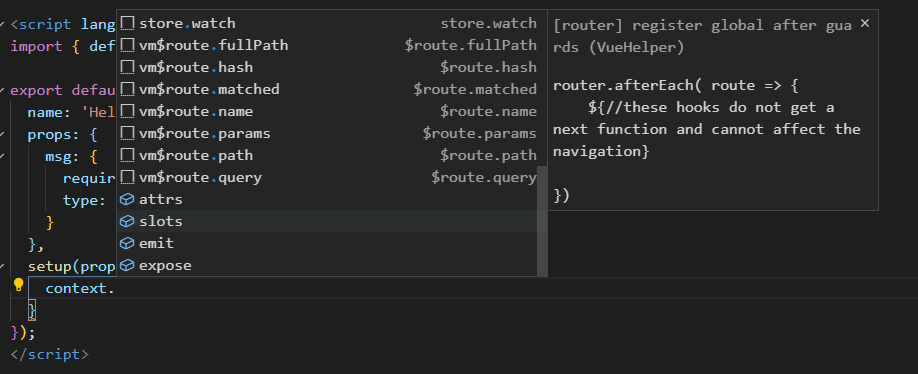 <script lang
import { def
export defau
name: 'Hel
props: {
msg: {
requir
type:
}
},
setup(prop
context.
}
});
</script>
store.watch store.watch
vm$route.fullPath $route.fullPath
vm$route.hash $route.hash
vm$route.matched $route.matched
vm$route.name $route.name
vm$route.params $route.params
vm$route.path $route.path
vm$route.query $route.query
attrs
slots
emit
expose
[router] register global after gua
rds (VueHelper)
router.afterEach( route => {
${//these hooks do not get a
next function and cannot affect the
navigation}
})